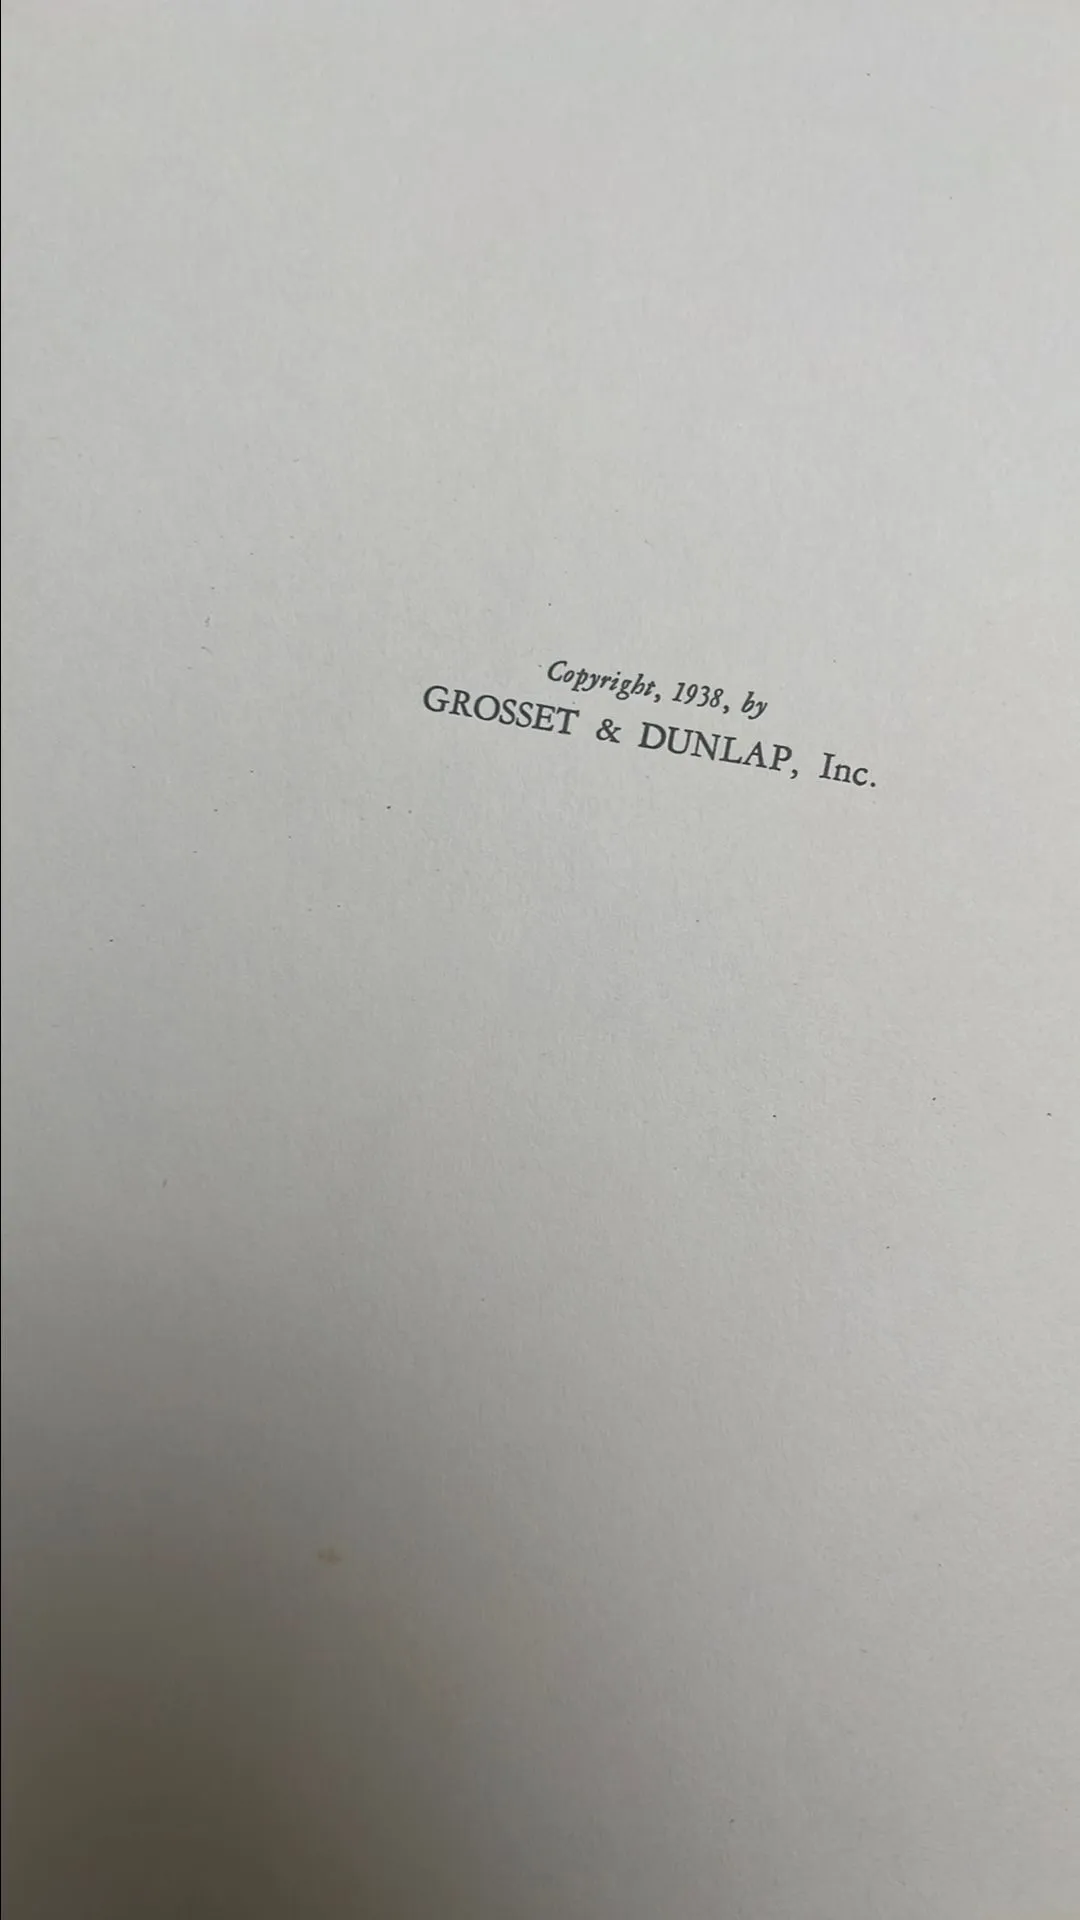 Copyright, 1938, by
GROSSET & DUNLAP, Inc.